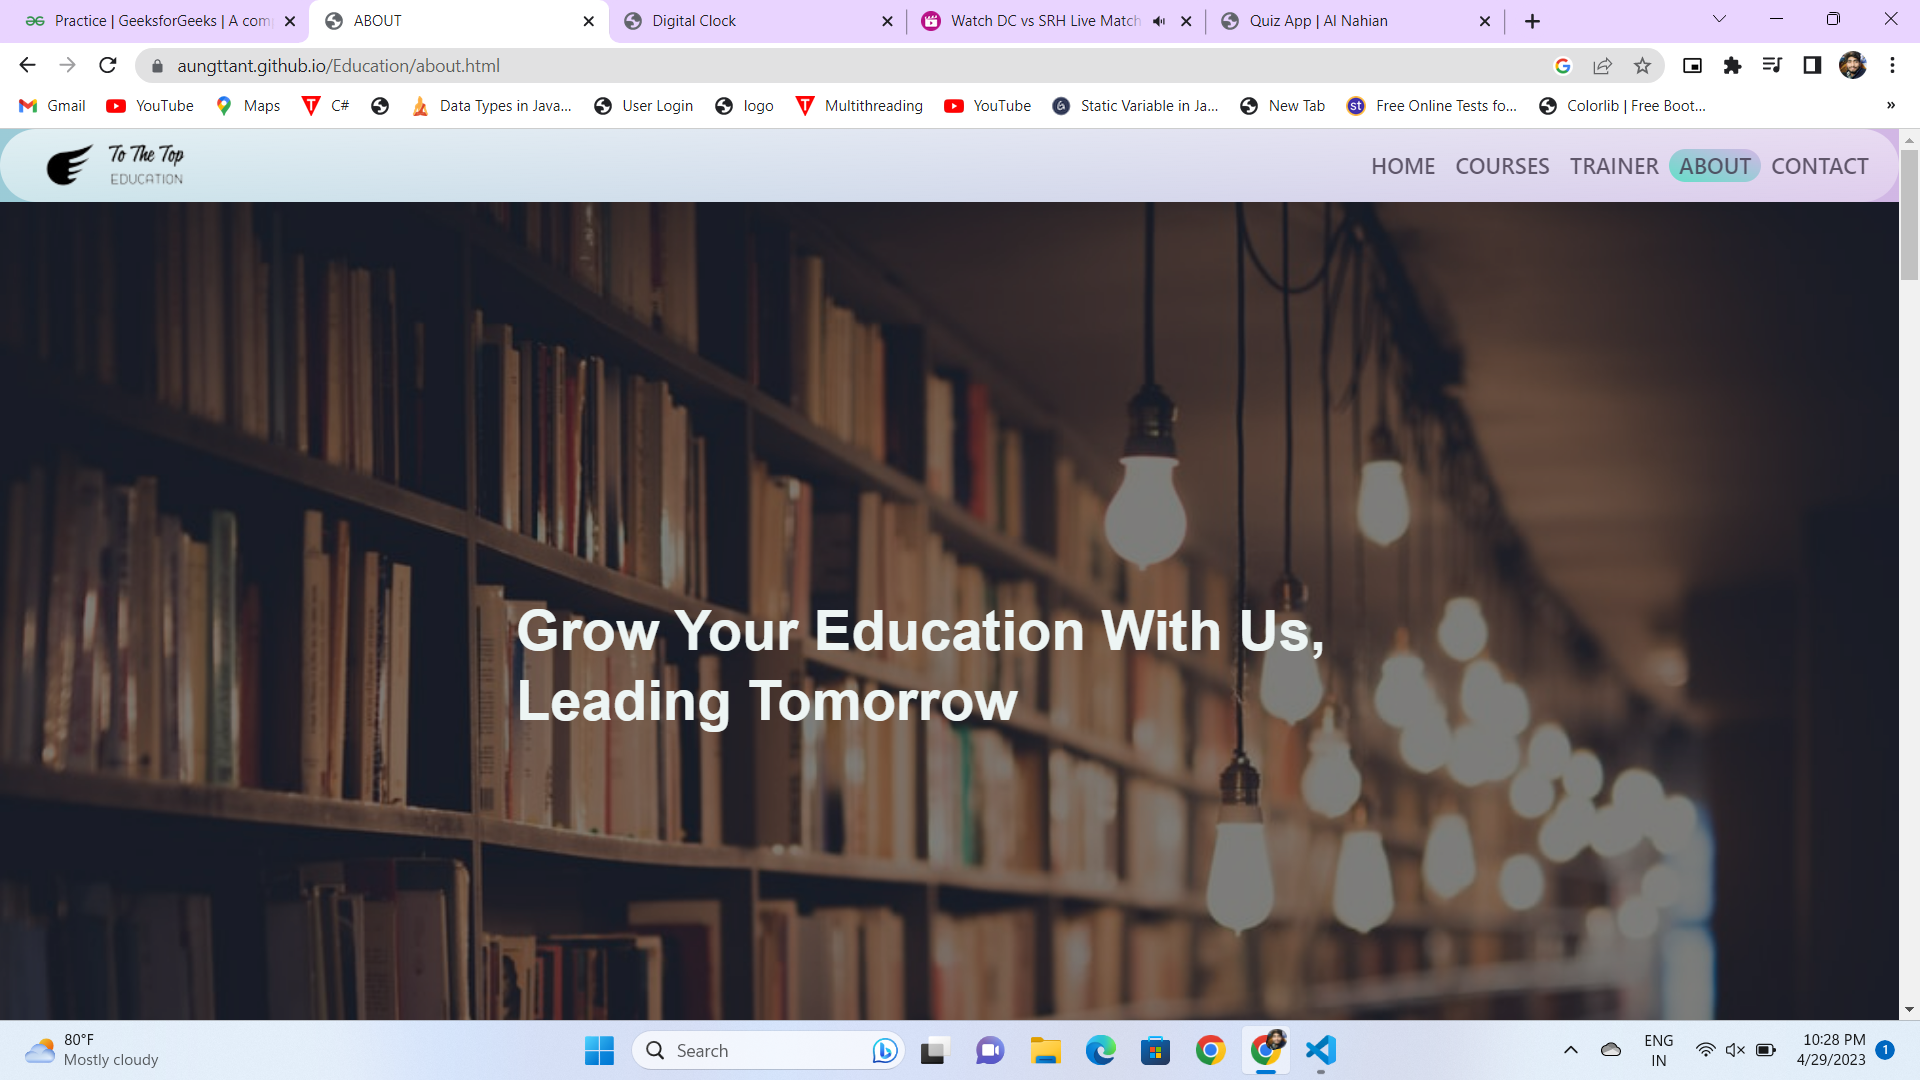 Practice | GeeksforGeeks | A com
ABOUT
Digital Clock
Watch DC vs SRH Live Match
Quiz App | Al Nahian
aungttant.github.io/Education/about.html
Gmail
YouTube
Maps
C#
Data Types in Java...
User Login
logo
Multithreading
YouTube
Static Variable in Ja...
New Tab
st
Free Online Tests fo...
Colorlib | Free Boot...
»
To The Top
EDUCATION
HOME
COURSES
TRAINER
ABOUT
CONTACT
Grow Your Education With Us,
Leading Tomorrow
80°F
Mostly cloudy
Search
ENG
IN
10:28 PM
4/29/2023
1